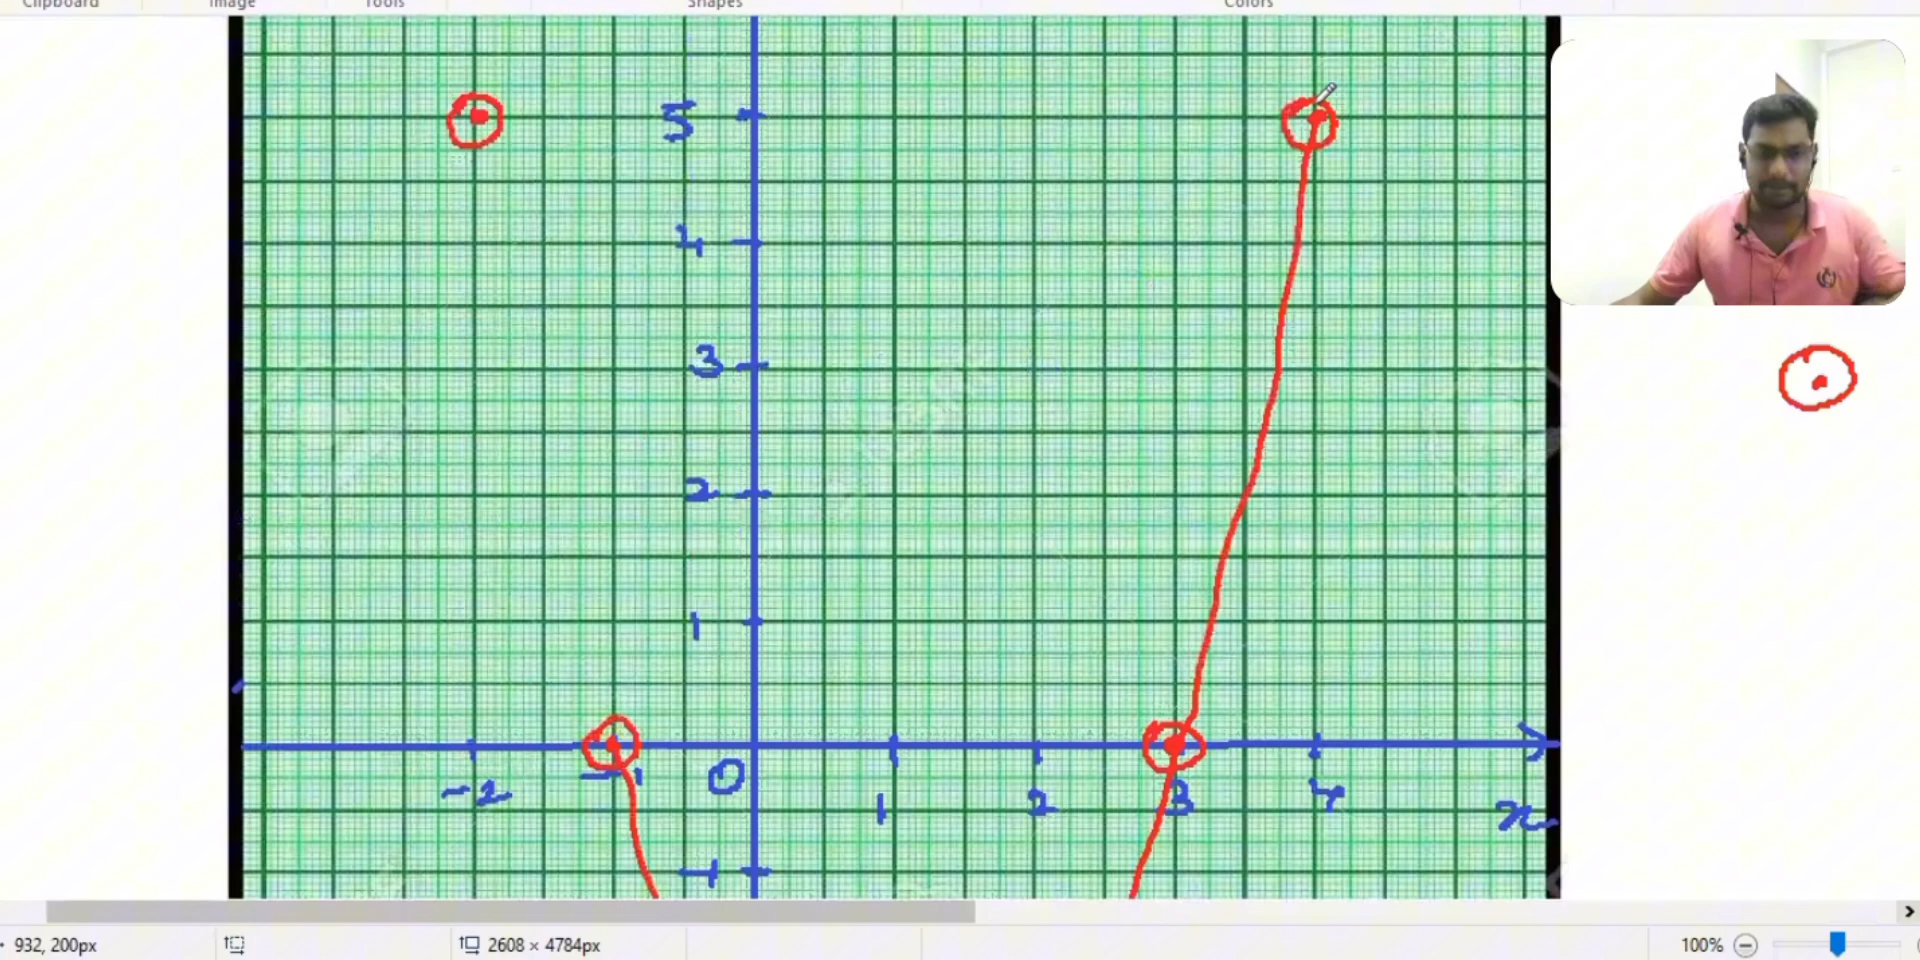 Clipboard Image Tools Shapes Colors
5
4
3
2
1
-2 -1 0 1 2 3 4 x
-1
932, 200px 2608 × 4784px 100%